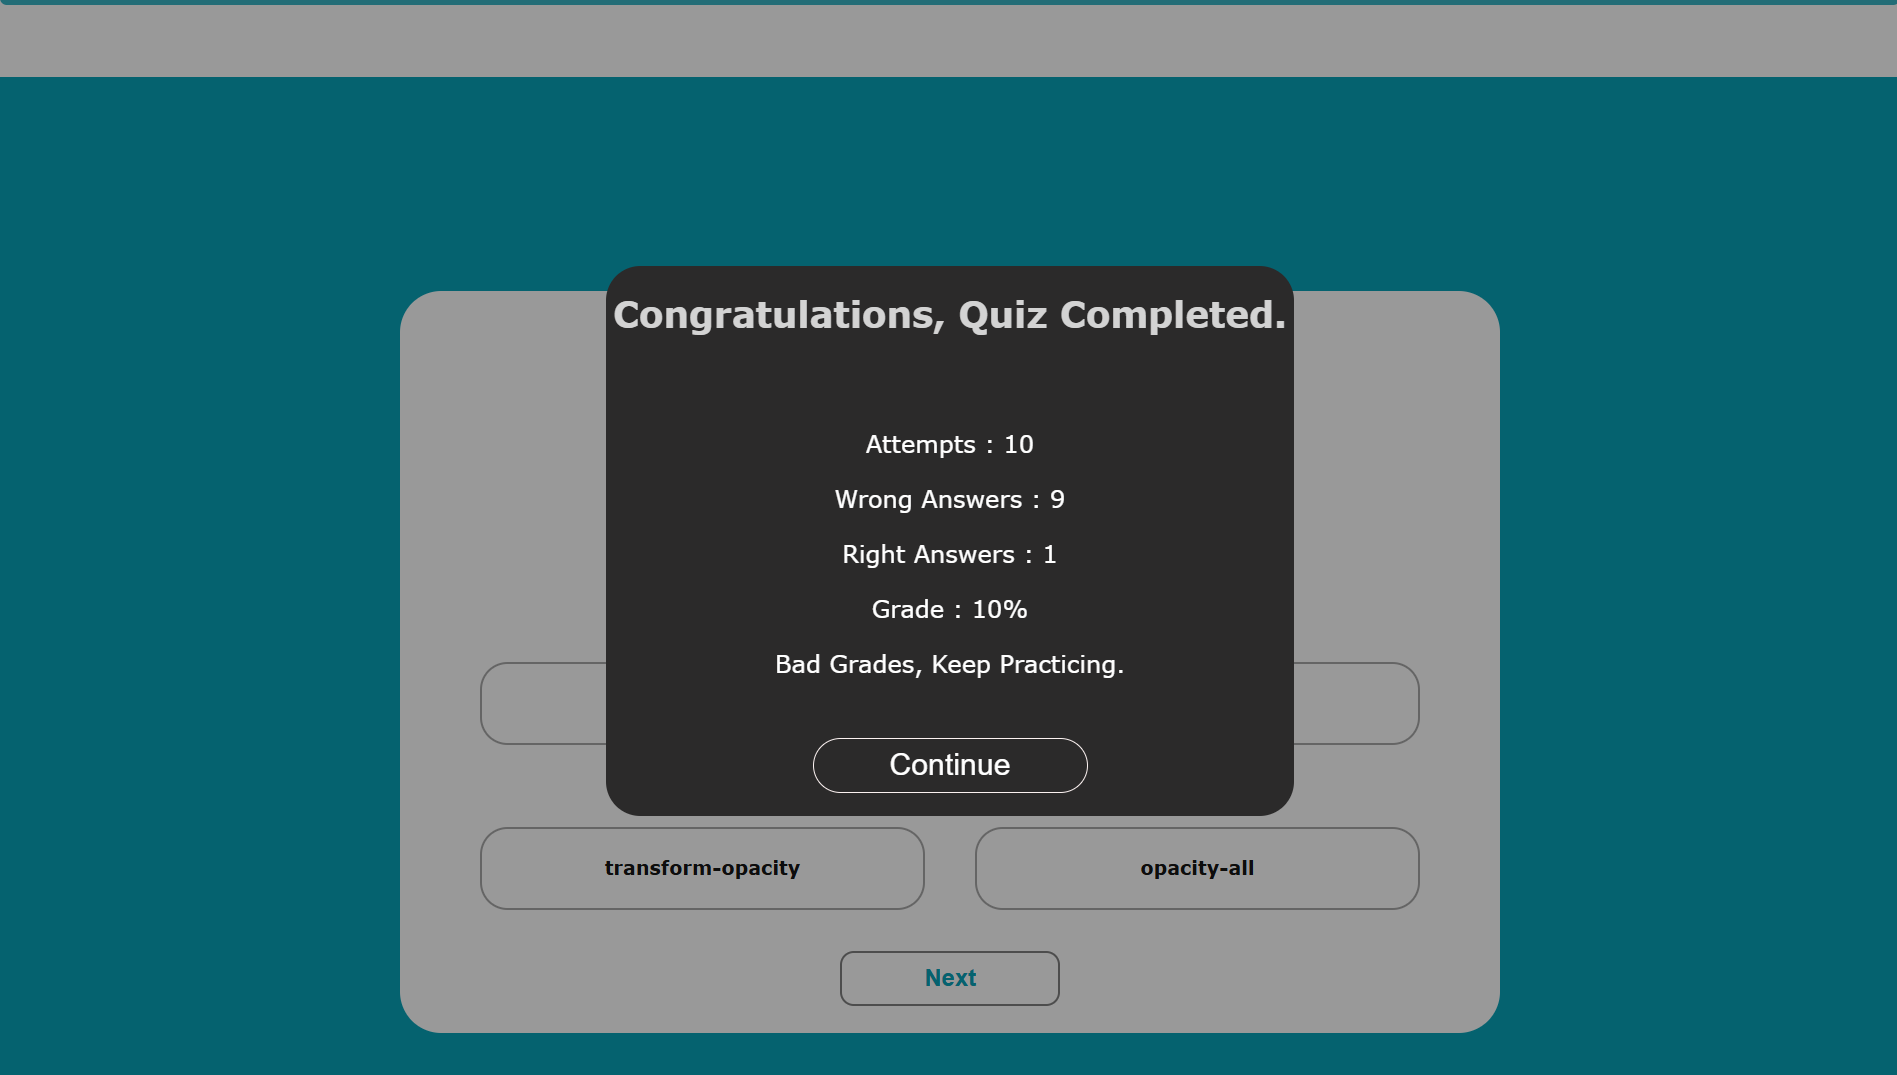 Congratulations, Quiz Completed.
Attempts : 10
Wrong Answers : 9
Right Answers : 1
Grade : 10%
Bad Grades, Keep Practicing.
Continue
transform-opacity
opacity-all
Next